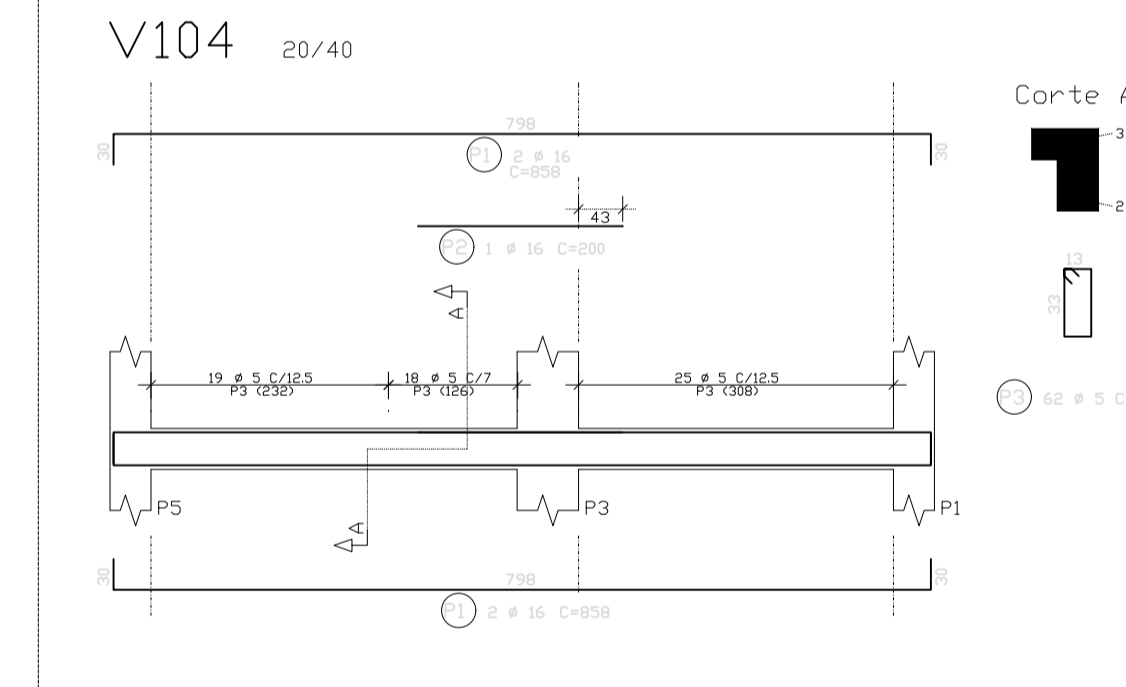 V104 20/40
Corte A
798
30
30
P1 2 ø 16
C=858
3
2
43
P2 1 ø 16 C=200
13
33
A
19 ø 5 C/12.5
P3 (232)
18 ø 5 C/7
P3 (126)
25 ø 5 C/12.5
P3 (308)
P3 62 ø 5 C
P5
P3
P1
A
798
30
30
P1 2 ø 16 C=858